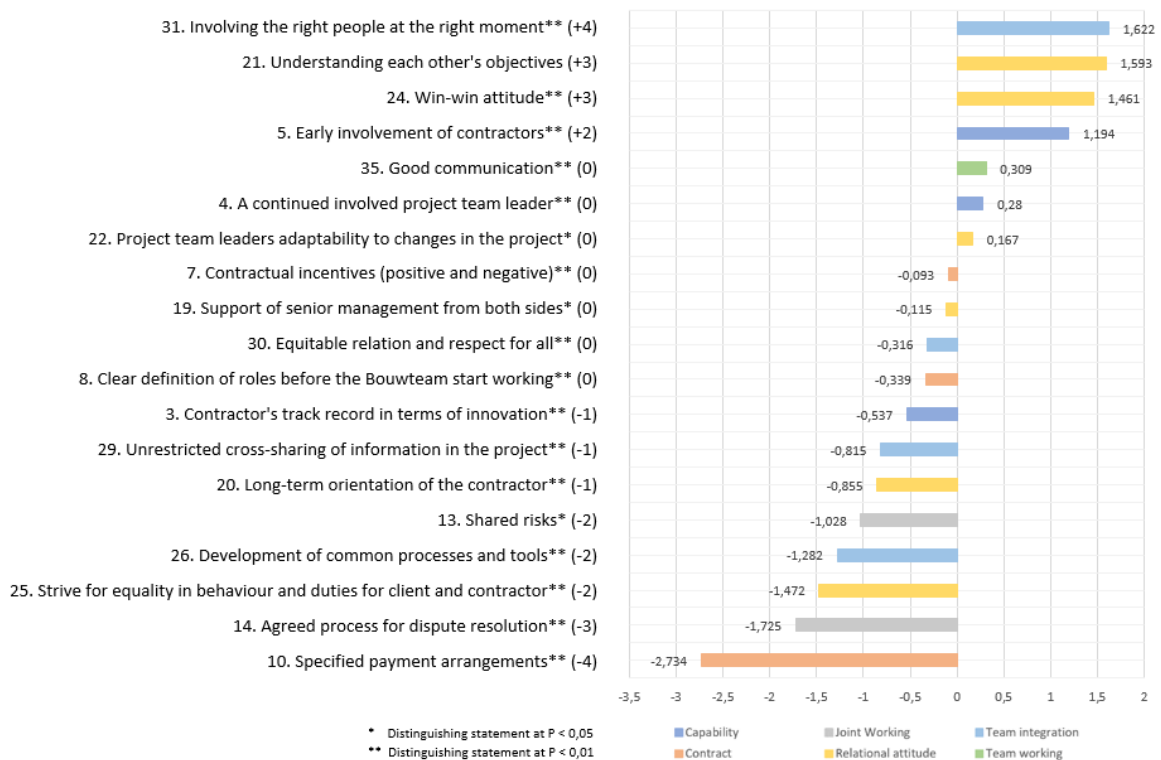 31. Involving the right people at the right moment** (+4) 1,622
21. Understanding each other's objectives (+3) 1,593
24. Win-win attitude** (+3) 1,461
5. Early involvement of contractors** (+2) 1,194
35. Good communication** (0) 0,309
4. A continued involved project team leader** (0) 0,28
22. Project team leaders adaptability to changes in the project* (0) 0,167
7. Contractual incentives (positive and negative)** (0) -0,093
19. Support of senior management from both sides* (0) -0,115
30. Equitable relation and respect for all** (0) -0,316
8. Clear definition of roles before the Bouwteam start working** (0) -0,339
3. Contractor's track record in terms of innovation** (-1) -0,537
29. Unrestricted cross-sharing of information in the project** (-1) -0,815
20. Long-term orientation of the contractor** (-1) -0,855
13. Shared risks* (-2) -1,028
26. Development of common processes and tools** (-2) -1,282
25. Strive for equality in behaviour and duties for client and contractor** (-2) -1,472
14. Agreed process for dispute resolution** (-3) -1,725
10. Specified payment arrangements** (-4) -2,734
-3,5 -3 -2,5 -2 -1,5 -1 -0,5 0 0,5 1 1,5 2
* Distinguishing statement at P < 0,05
** Distinguishing statement at P < 0,01
Capability Joint Working Team integration
Contract Relational attitude Team working